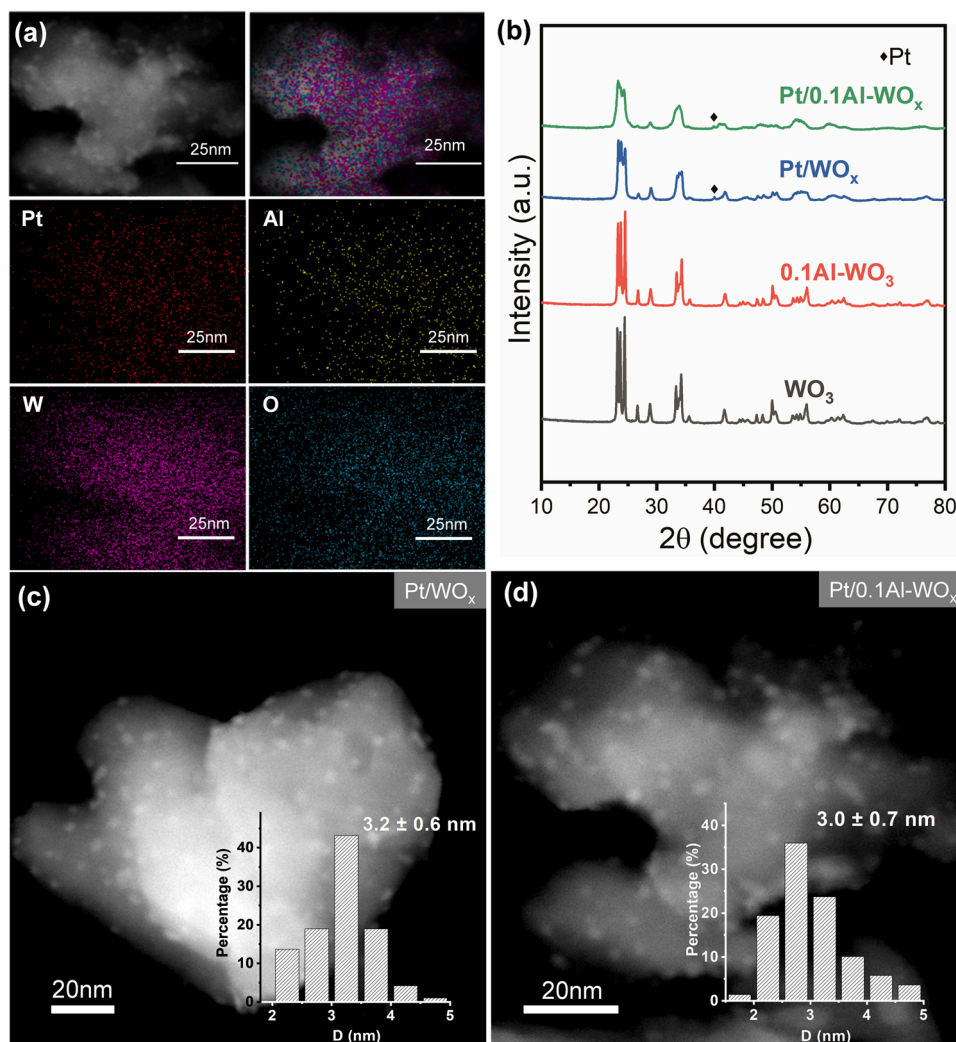 (a)
25nm
25nm
Pt
25nm
Al
25nm
W
25nm
O
25nm
(b)
♦Pt
Pt/0.1Al-WOₓ
Pt/WOₓ
0.1Al-WO₃
WO₃
Intensity (a.u.)
10 20 30 40 50 60 70 80
2θ (degree)
(c)
Pt/WOₓ
3.2 ± 0.6 nm
Percentage (%)
40
30
20
10
0
2 3 4 5
D (nm)
20nm
(d)
Pt/0.1Al-WOₓ
3.0 ± 0.7 nm
Percentage (%)
40
30
20
10
0
2 3 4 5
D (nm)
20nm